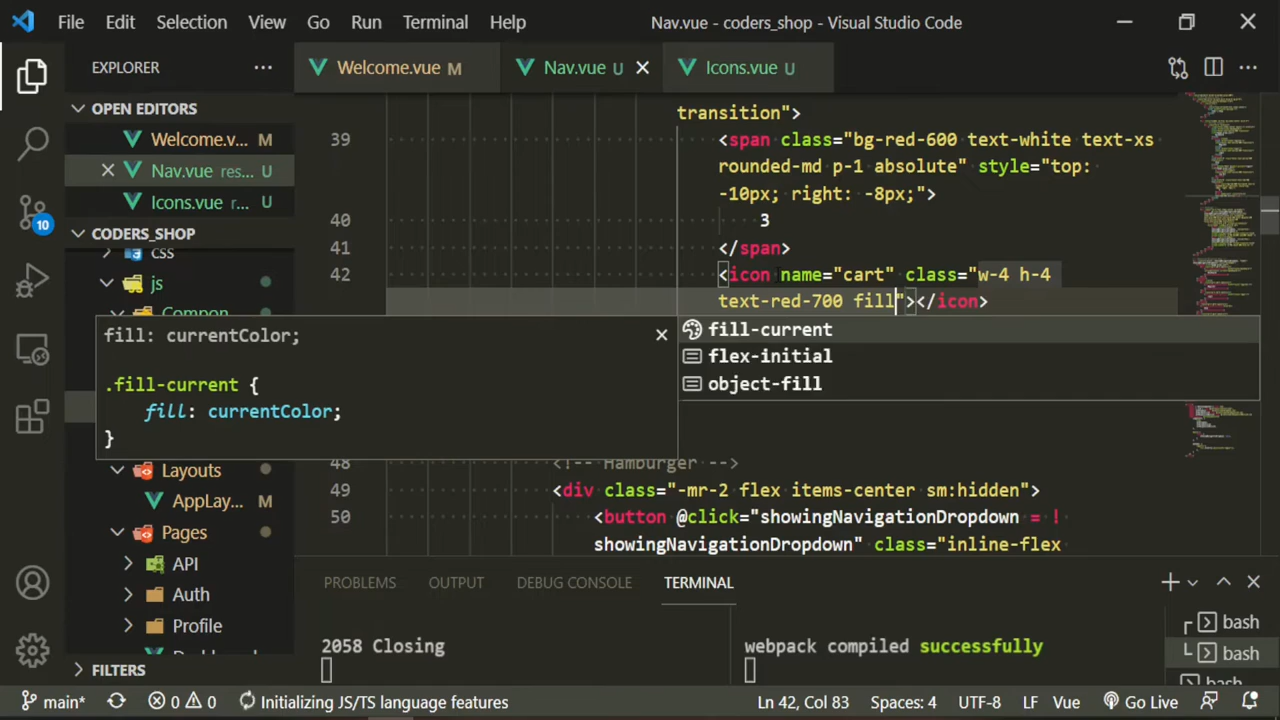 File Edit Selection View Go Run Terminal Help Nav.vue - coders_shop - Visual Studio Code
EXPLORER ···
Welcome.vue M
Nav.vue U
Icons.vue U
OPEN EDITORS
Welcome.v... M
Nav.vue res... U
Icons.vue r... U
CODERS_SHOP
css
js
Compon
Layouts
AppLay... M
Pages
API
Auth
Profile
FILTERS
10
transition">
39 <span class="bg-red-600 text-white text-xs
rounded-md p-1 absolute" style="top:
-10px; right: -8px;">
40 3
41 </span>
42 <icon name="cart" class="w-4 h-4
text-red-700 fill"></icon>
fill: currentColor;
.fill-current {
fill: currentColor;
}
fill-current
flex-initial
object-fill
48 <!-- Hamburger -->
49 <div class="-mr-2 flex items-center sm:hidden">
50 <button @click="showingNavigationDropdown = !
showingNavigationDropdown" class="inline-flex
PROBLEMS OUTPUT DEBUG CONSOLE TERMINAL
2058 Closing
webpack compiled successfully
bash
bash
bash
main* 0 0 Initializing JS/TS language features Ln 42, Col 83 Spaces: 4 UTF-8 LF Vue Go Live